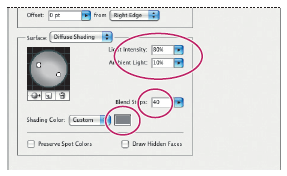 Offset: 0 pt from Right Edge
Surface: Diffuse Shading
Light Intensity: 80%
Ambient Light: 10%
Blend Steps: 40
Shading Color: Custom
Preserve Spot Colors Draw Hidden Faces